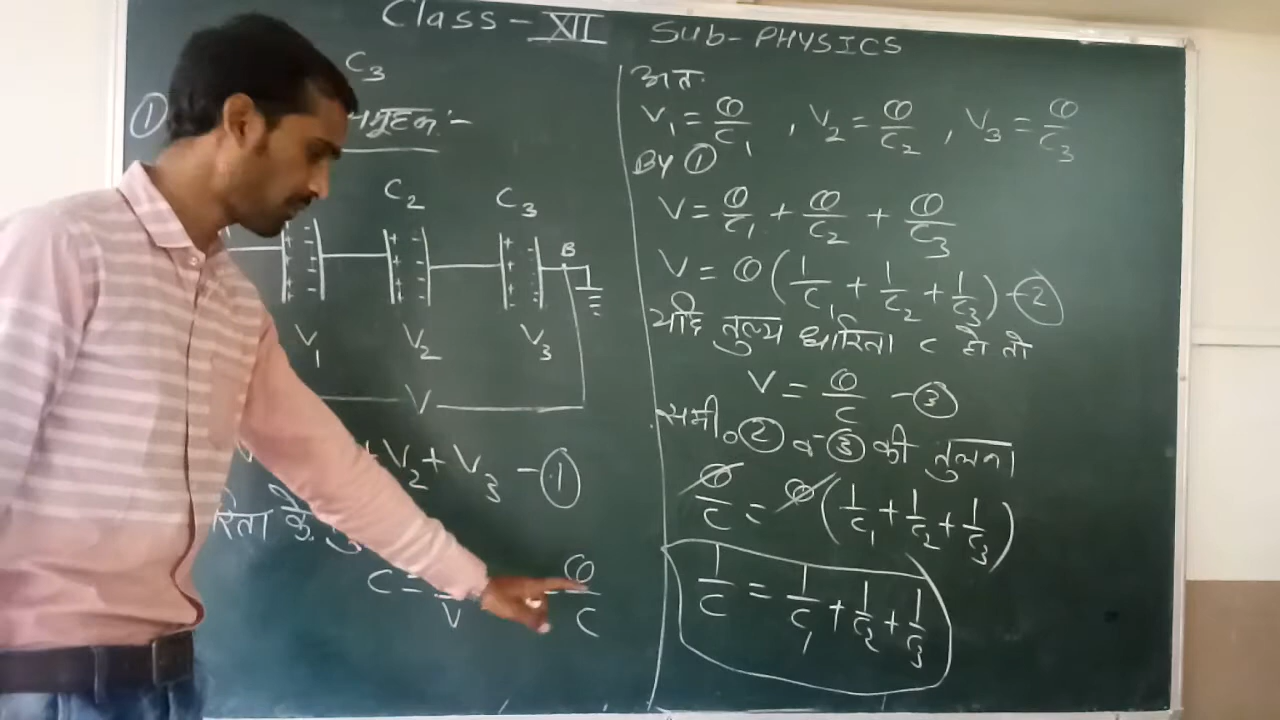 Class - XII Sub- PHYSICS
C3
① समूहन :-
C2 C3
B
V1 V2 V3
V
+ V2 + V3 - ①
रिता के
C = V Q/C
अतः
V1 = Q/C1 , V2 = Q/C2 , V3 = Q/C3
BY ①
V = Q/C1 + Q/C2 + Q/C3
V = Q (1/C1 + 1/C2 + 1/C3) - ②
यदि तुल्य धारिता C हो तो
V = Q/C - ③
समी० ② व ③ की तुलना
Q/C = Q (1/C1 + 1/C2 + 1/C3)
1/C = 1/C1 + 1/C2 + 1/C3